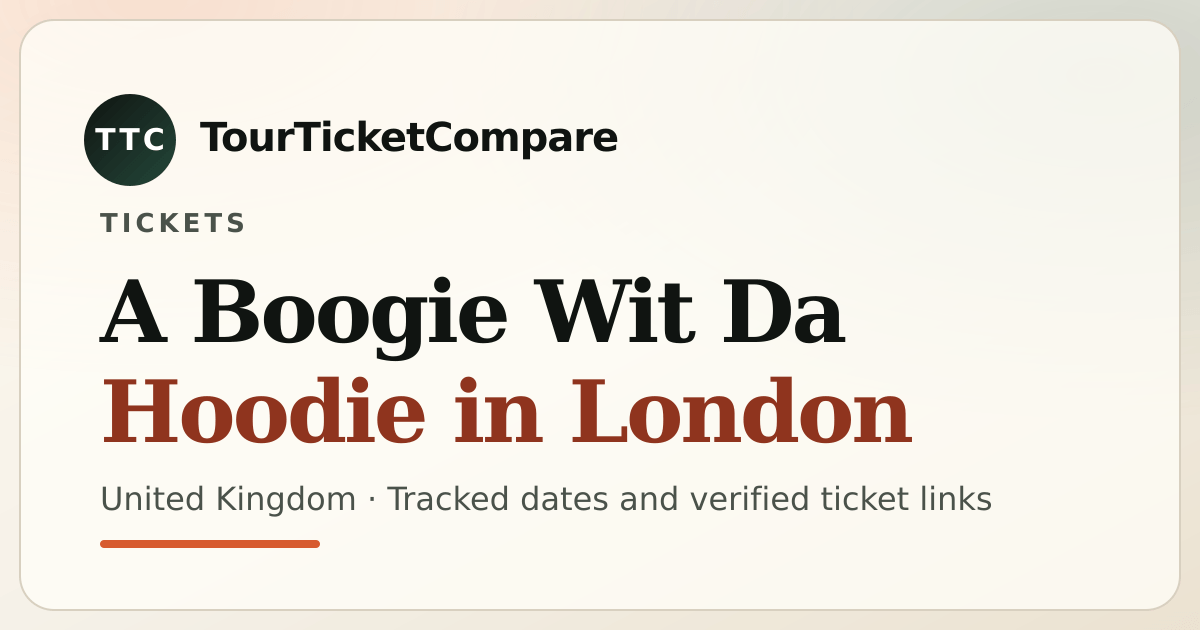 TTC TourTicketCompare
TICKETS
A Boogie Wit Da
Hoodie in London
United Kingdom · Tracked dates and verified ticket links